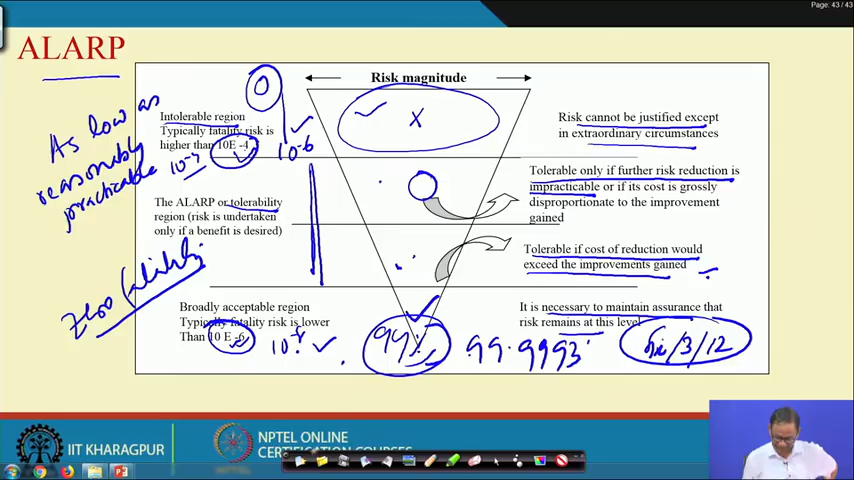 Page: 43 / 43
ALARP
Risk magnitude
As low as
reasonably
practicable
Zero fatality
Intolerable region
Typically fatality risk is
higher than 10E -4
10-6
Risk cannot be justified except
in extraordinary circumstances
Tolerable only if further risk reduction is
impracticable or if its cost is grossly
disproportionate to the improvement
gained
The ALARP or tolerability
region (risk is undertaken
only if a benefit is desired)
Tolerable if cost of reduction would
exceed the improvements gained
Broadly acceptable region
Typically fatality risk is lower
Than 10 E -6
It is necessary to maintain assurance that
risk remains at this level
99%
99.9993
IIT KHARAGPUR
NPTEL ONLINE
CERTIFICATION COURSES